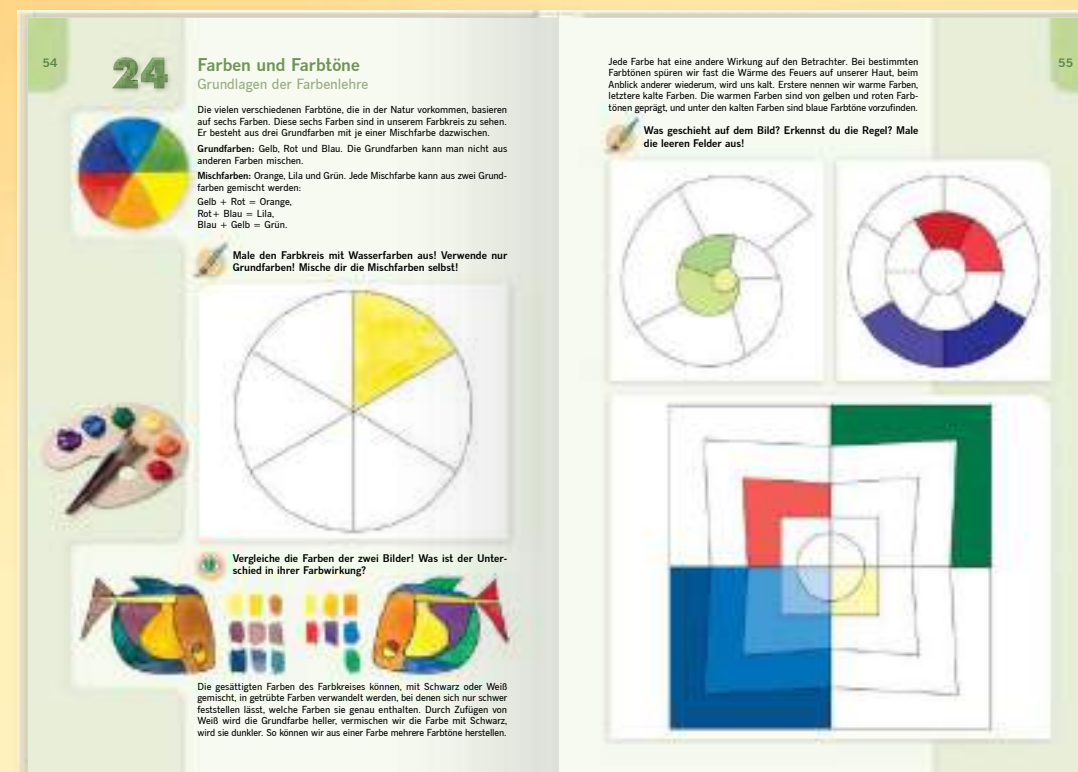 54
24
Farben und Farbtöne
Grundlagen der Farbenlehre
Die vielen verschiedenen Farbtöne, die in der Natur vorkommen, basieren
auf sechs Farben. Diese sechs Farben sind in unserem Farbkreis zu sehen.
Er besteht aus drei Grundfarben mit je einer Mischfarbe dazwischen.
Grundfarben: Gelb, Rot und Blau. Die Grundfarben kann man nicht aus
anderen Farben mischen.
Mischfarben: Orange, Lila und Grün. Jede Mischfarbe kann aus zwei Grund-
farben gemischt werden:
Gelb + Rot = Orange,
Rot+ Blau = Lila,
Blau + Gelb = Grün.
Male den Farbkreis mit Wasserfarben aus! Verwende nur
Grundfarben! Mische dir die Mischfarben selbst!
Vergleiche die Farben der zwei Bilder! Was ist der Unter-
schied in ihrer Farbwirkung?
Die gesättigten Farben des Farbkreises können, mit Schwarz oder Weiß
gemischt, in getrübte Farben verwandelt werden, bei denen sich nur schwer
feststellen lässt, welche Farben sie genau enthalten. Durch Zufügen von
Weiß wird die Grundfarbe heller, vermischen wir die Farbe mit Schwarz,
wird sie dunkler. So können wir aus einer Farbe mehrere Farbtöne herstellen.
55
Jede Farbe hat eine andere Wirkung auf den Betrachter. Bei bestimmten
Farbtönen spüren wir fast die Wärme des Feuers auf unserer Haut, beim
Anblick anderer wiederum, wird uns kalt. Erstere nennen wir warme Farben,
letztere kalte Farben. Die warmen Farben sind von gelben und roten Farb-
tönen geprägt, und unter den kalten Farben sind blaue Farbtöne vorzufinden.
Was geschieht auf dem Bild? Erkennst du die Regel? Male
die leeren Felder aus!